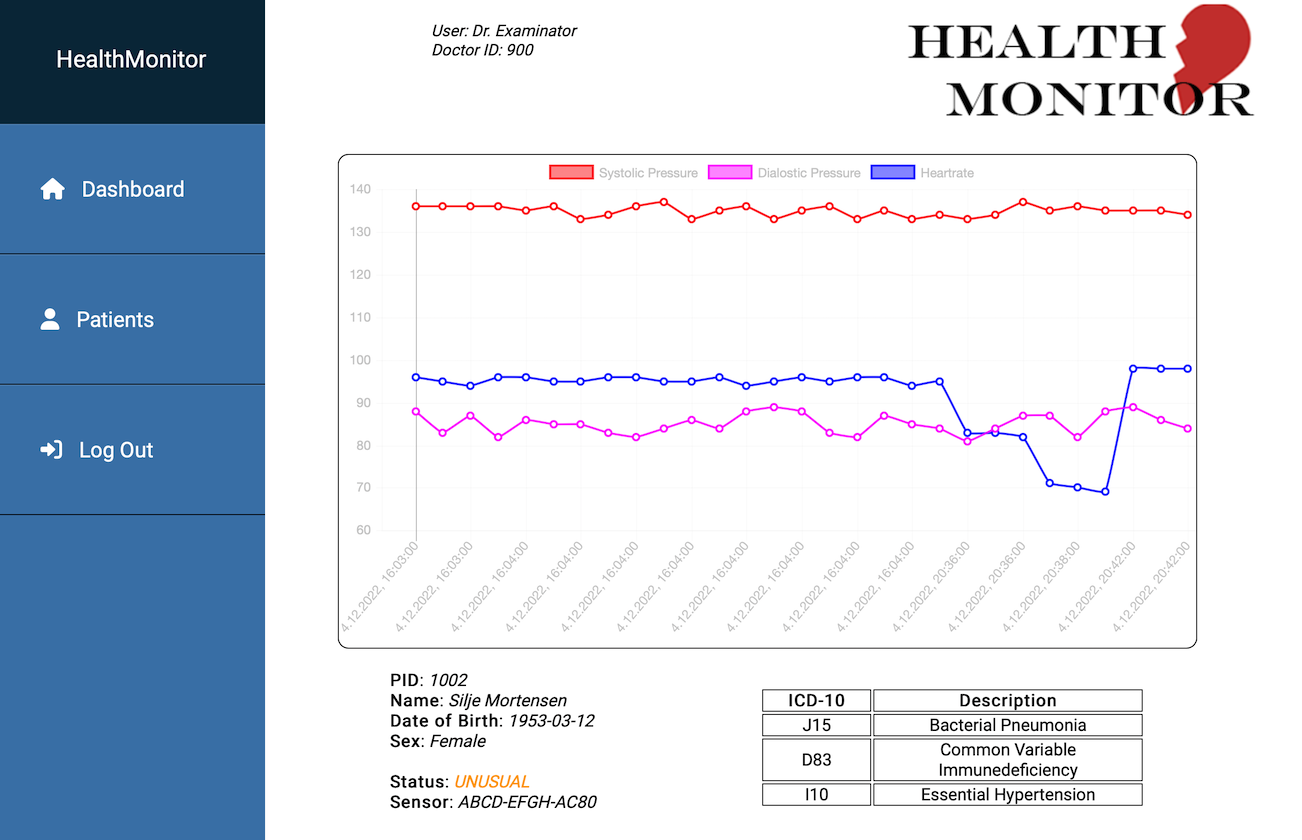 HealthMonitor
Dashboard
Patients
Log Out
User: Dr. Examinator
Doctor ID: 900
HEALTH
MONITOR
Systolic Pressure
Dialostic Pressure
Heartrate
140
130
120
110
100
90
80
70
60
4.12.2022, 16:03:00
4.12.2022, 16:03:00
4.12.2022, 16:04:00
4.12.2022, 16:04:00
4.12.2022, 16:04:00
4.12.2022, 16:04:00
4.12.2022, 16:04:00
4.12.2022, 16:04:00
4.12.2022, 16:04:00
4.12.2022, 16:04:00
4.12.2022, 20:36:00
4.12.2022, 20:36:00
4.12.2022, 20:38:00
4.12.2022, 20:42:00
4.12.2022, 20:42:00
PID: 1002
Name: Silje Mortensen
Date of Birth: 1953-03-12
Sex: Female
Status: UNUSUAL
Sensor: ABCD-EFGH-AC80
ICD-10 Description
J15 Bacterial Pneumonia
D83 Common Variable
Immunedeficiency
I10 Essential Hypertension